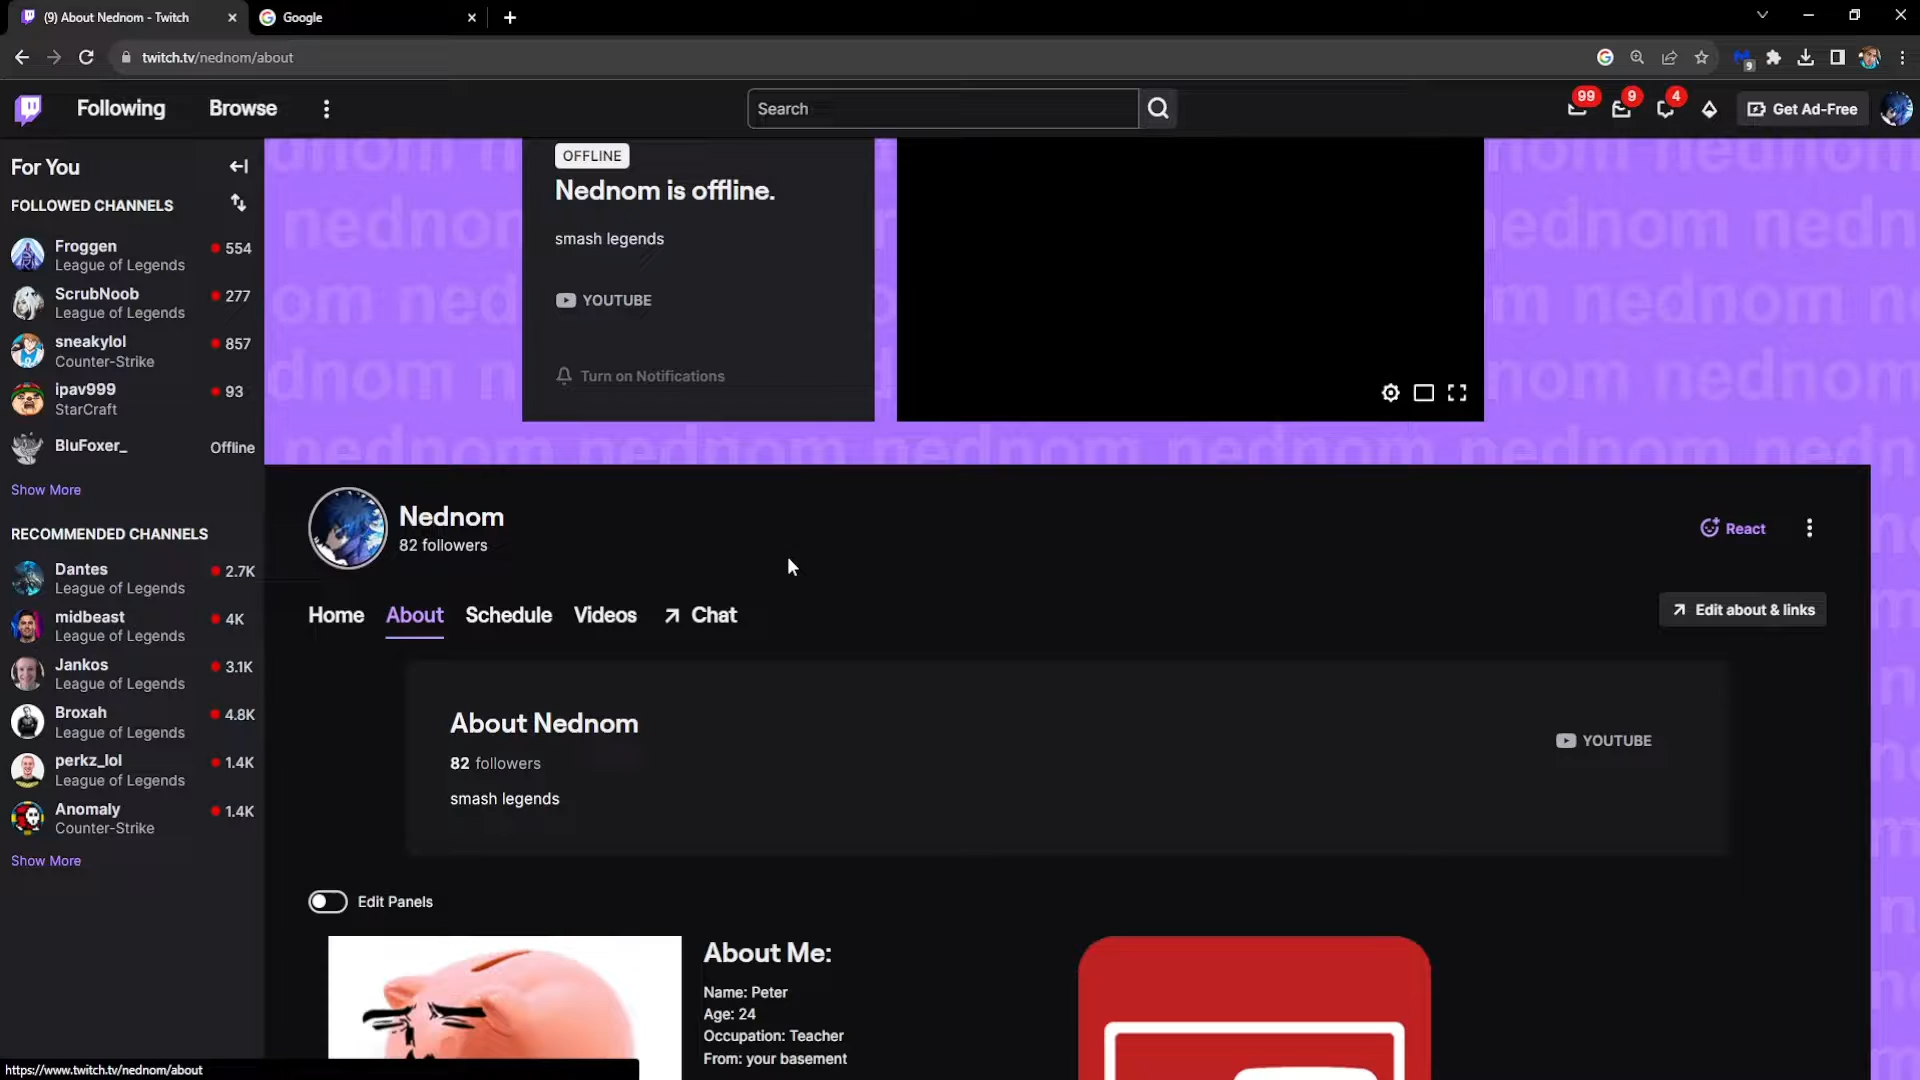 (9) About Nednom - Twitch
Google
twitch.tv/nednom/about
9
Following
Browse
Search
99
9
4
Get Ad-Free
For You
FOLLOWED CHANNELS
Froggen
554
League of Legends
ScrubNoob
277
League of Legends
sneakylol
857
Counter-Strike
ipav999
93
StarCraft
BluFoxer_
Offline
Show More
RECOMMENDED CHANNELS
Dantes
2.7K
League of Legends
midbeast
4K
League of Legends
Jankos
3.1K
League of Legends
Broxah
4.8K
League of Legends
perkz_lol
1.4K
League of Legends
Anomaly
1.4K
Counter-Strike
Show More
OFFLINE
Nednom is offline.
smash legends
YOUTUBE
Turn on Notifications
nednom
Nednom
82 followers
React
Home
About
Schedule
Videos
Chat
Edit about & links
About Nednom
82 followers
smash legends
YOUTUBE
Edit Panels
About Me:
Name: Peter
Age: 24
Occupation: Teacher
From: your basement
https://www.twitch.tv/nednom/about